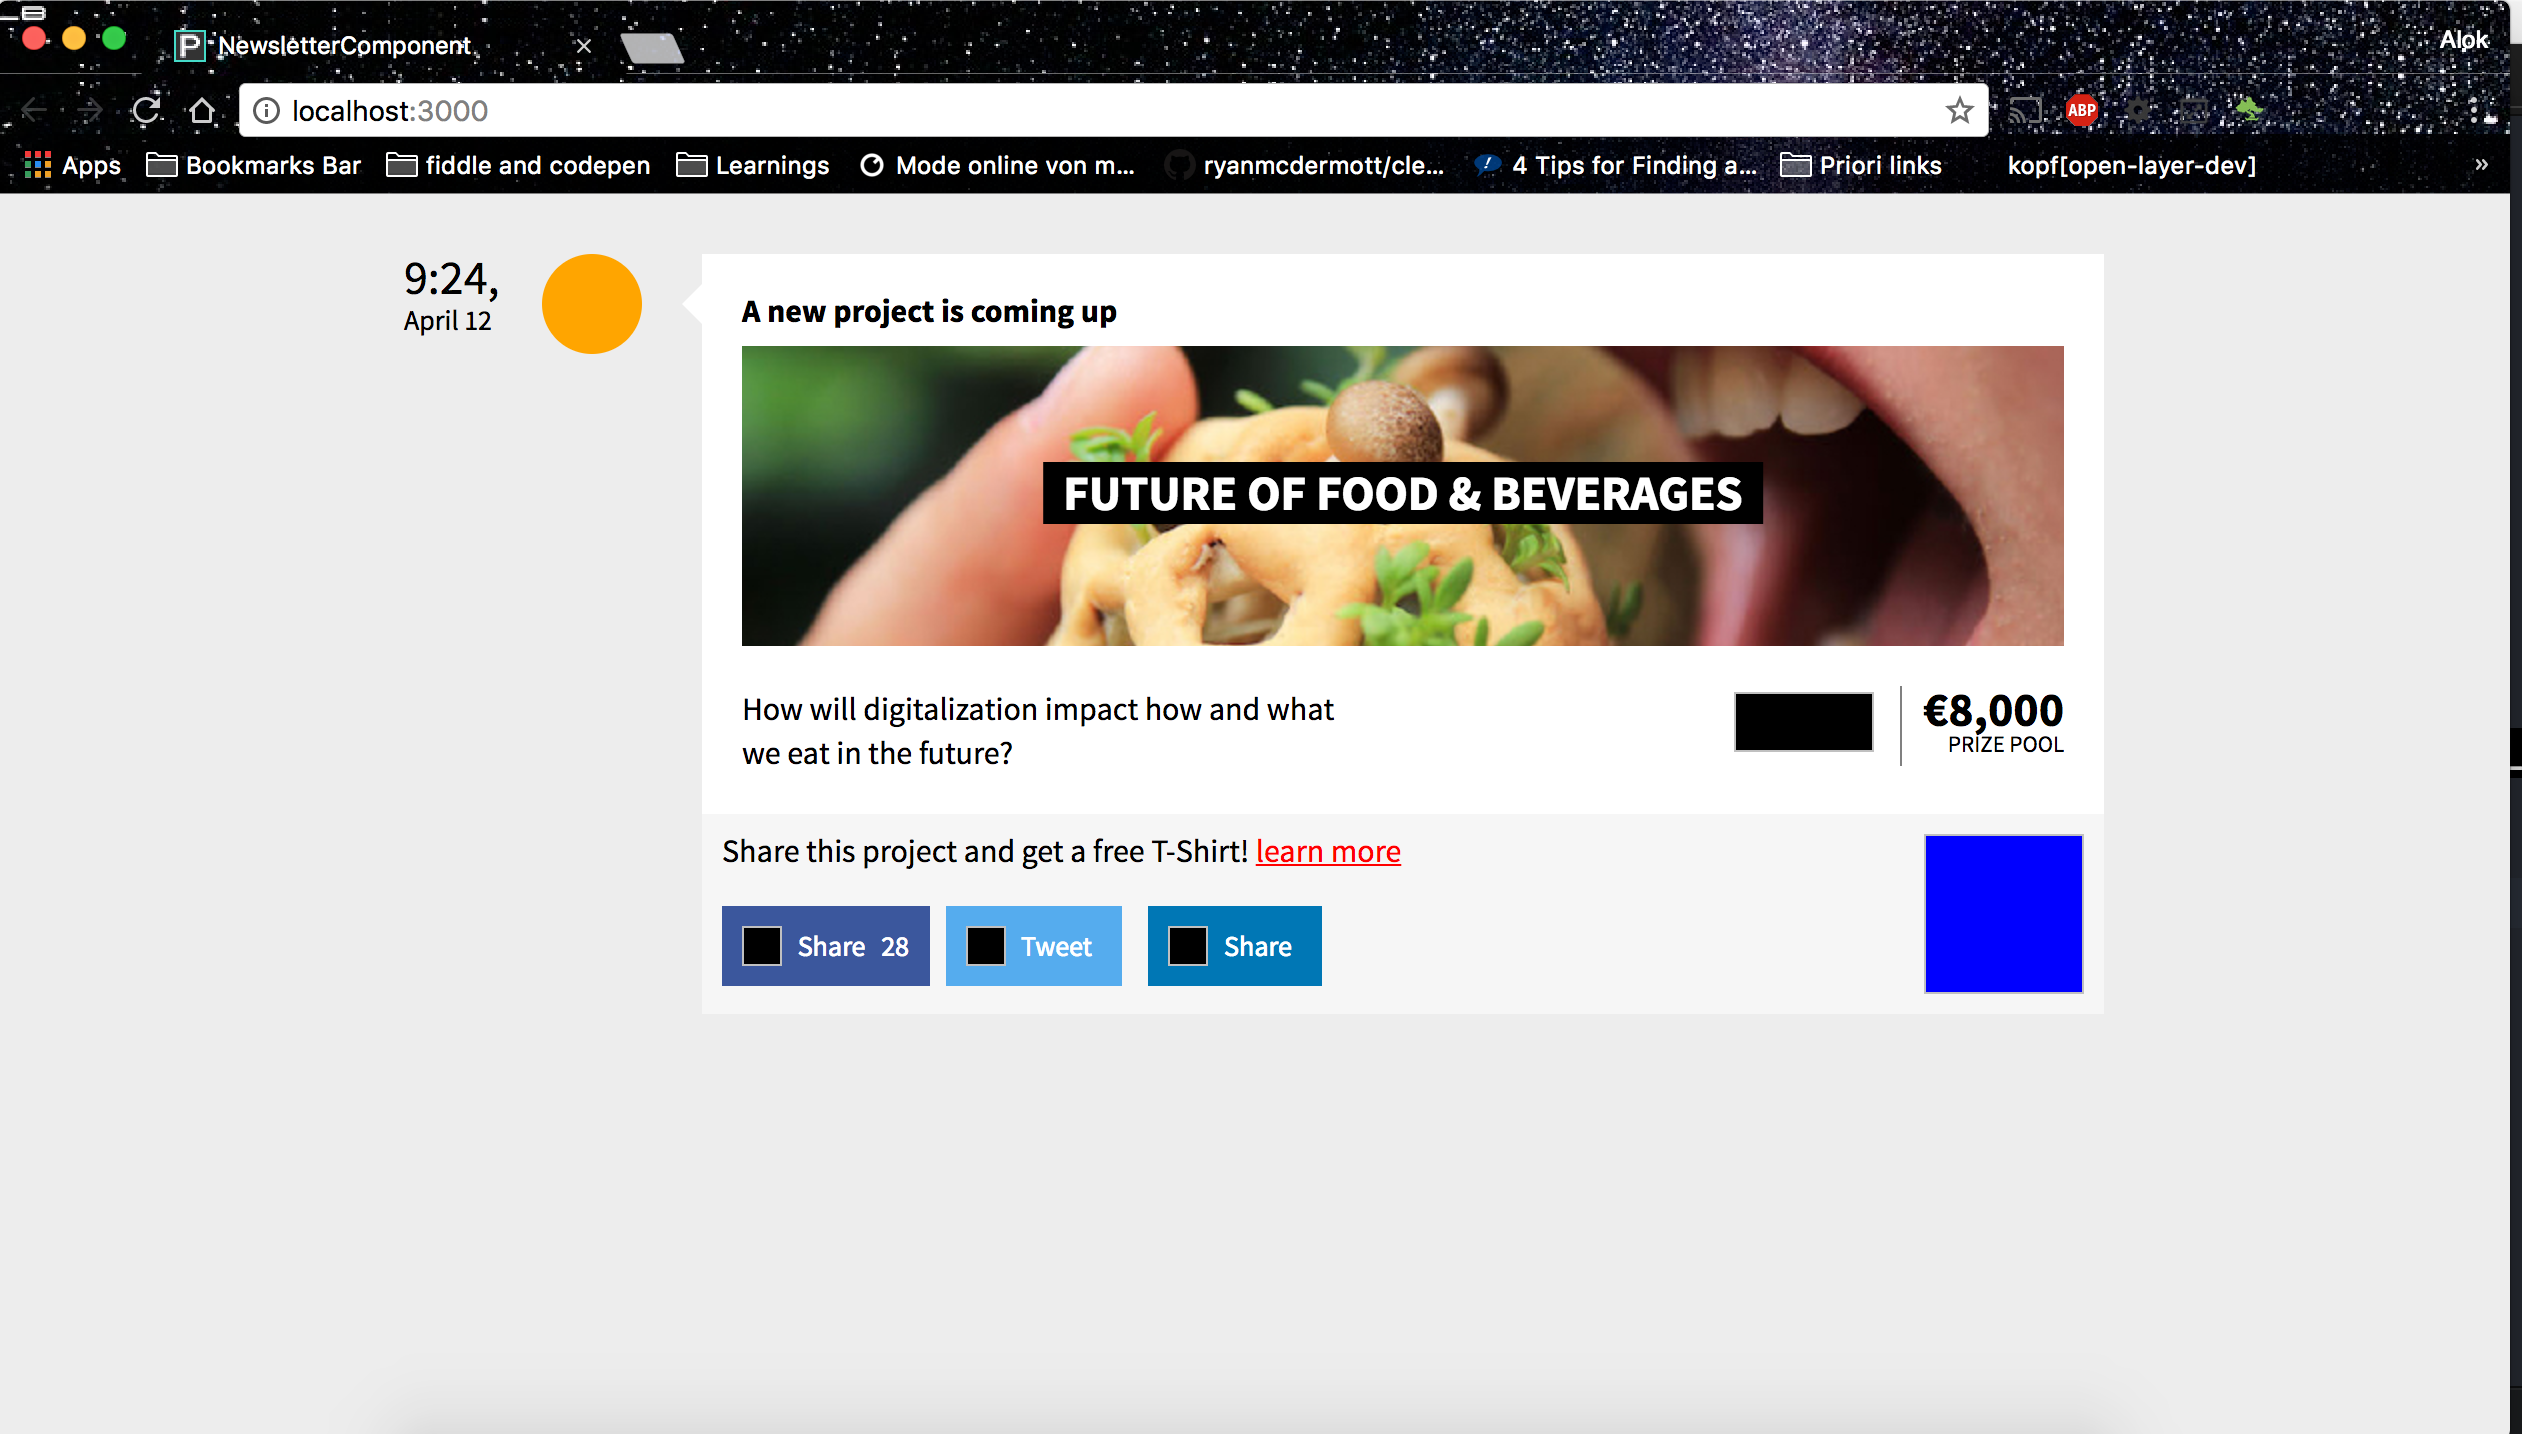 NewsletterComponent
Alok
localhost:3000
ABP
Apps
Bookmarks Bar
fiddle and codepen
Learnings
Mode online von m...
ryanmcdermott/cle...
4 Tips for Finding a...
Priori links
kopf[open-layer-dev]
»
9:24,
April 12
A new project is coming up
FUTURE OF FOOD & BEVERAGES
How will digitalization impact how and what
we eat in the future?
€8,000
PRIZE POOL
Share this project and get a free T-Shirt! learn more
Share 28
Tweet
Share